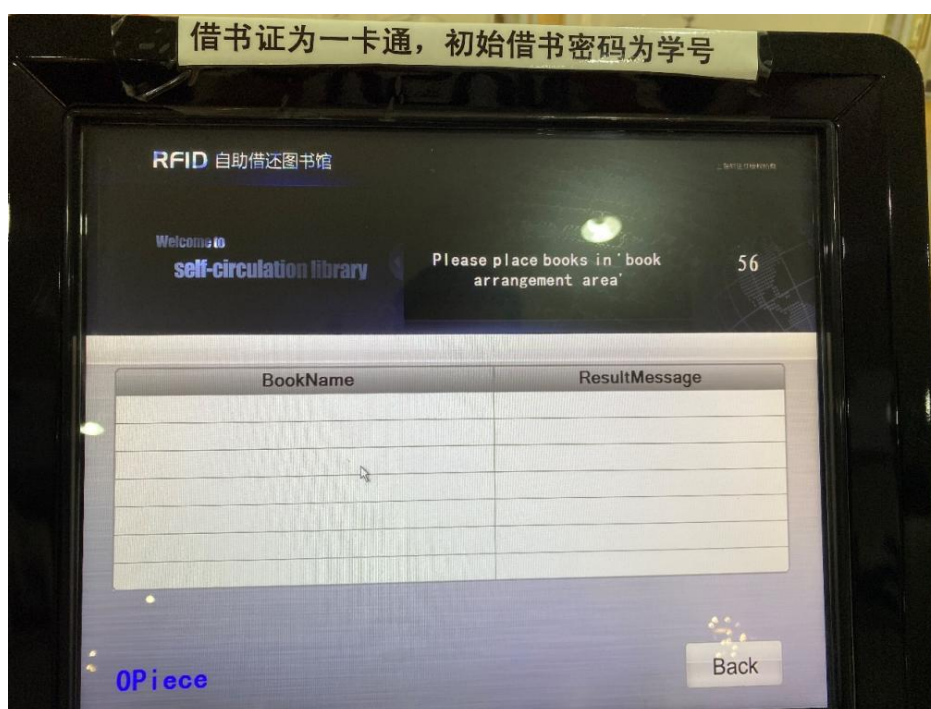 借书证为一卡通，初始借书密码为学号
RFID 自助借还图书馆
Welcome to
self-circulation library
Please place books in 'book
arrangement area'
56
BookName ResultMessage
0Piece
Back